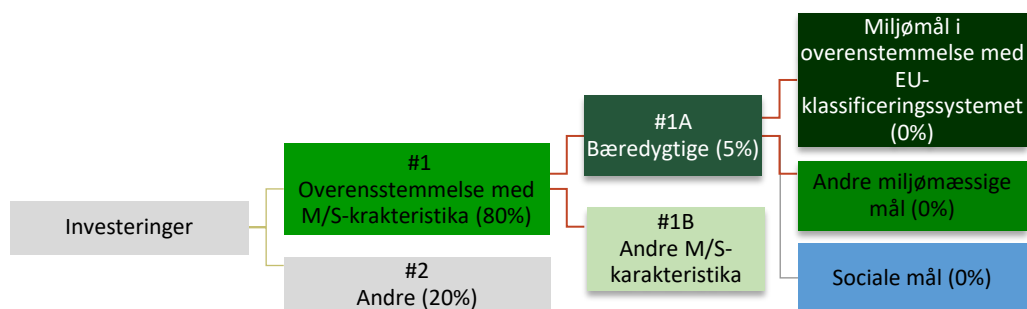 Investeringer
#1
Overensstemmelse med
M/S-krakteristika (80%)
#2
Andre (20%)
#1A
Bæredygtige (5%)
#1B
Andre M/S-
karakteristika
Miljømål i
overenstemmelse med
EU-
klassificeringssystemet
(0%)
Andre miljømæssige
mål (0%)
Sociale mål (0%)